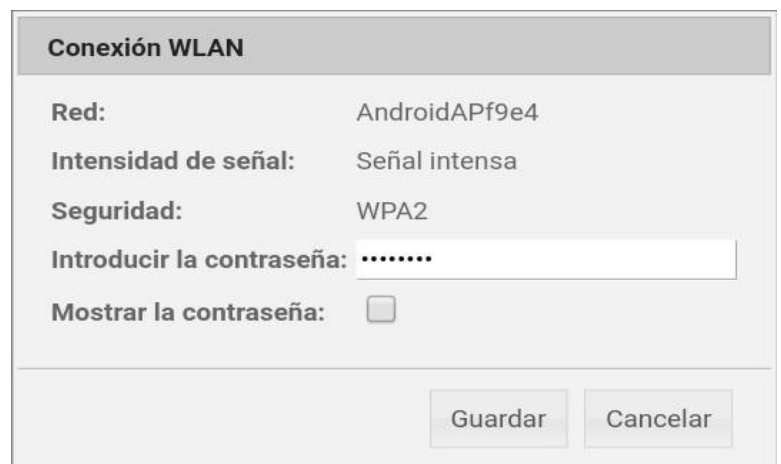 Conexión WLAN
Red: AndroidAPf9e4
Intensidad de señal: Señal intensa
Seguridad: WPA2
Introducir la contraseña: ••••••••
Mostrar la contraseña:
Guardar Cancelar